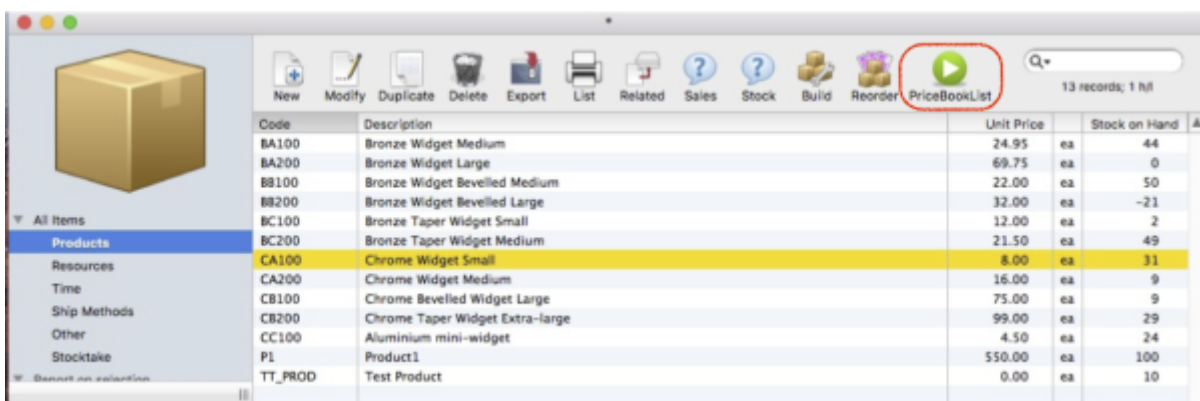 New Modify Duplicate Delete Export List Related Sales Stock Build Reorder PriceBookList
13 records; 1 h/l
All Items
Products
Resources
Time
Ship Methods
Other
Stocktake
Report on selection
Code Description Unit Price Stock on Hand
BA100 Bronze Widget Medium 24.95 ea 44
BA200 Bronze Widget Large 69.75 ea 0
BB100 Bronze Widget Bevelled Medium 22.00 ea 50
BB200 Bronze Widget Bevelled Large 32.00 ea -21
BC100 Bronze Taper Widget Small 12.00 ea 2
BC200 Bronze Taper Widget Medium 21.50 ea 49
CA100 Chrome Widget Small 8.00 ea 31
CA200 Chrome Widget Medium 16.00 ea 9
CB100 Chrome Bevelled Widget Large 75.00 ea 9
CB200 Chrome Taper Widget Extra-large 99.00 ea 29
CC100 Aluminium mini-widget 4.50 ea 24
P1 Product1 550.00 ea 100
TT_PROD Test Product 0.00 ea 10